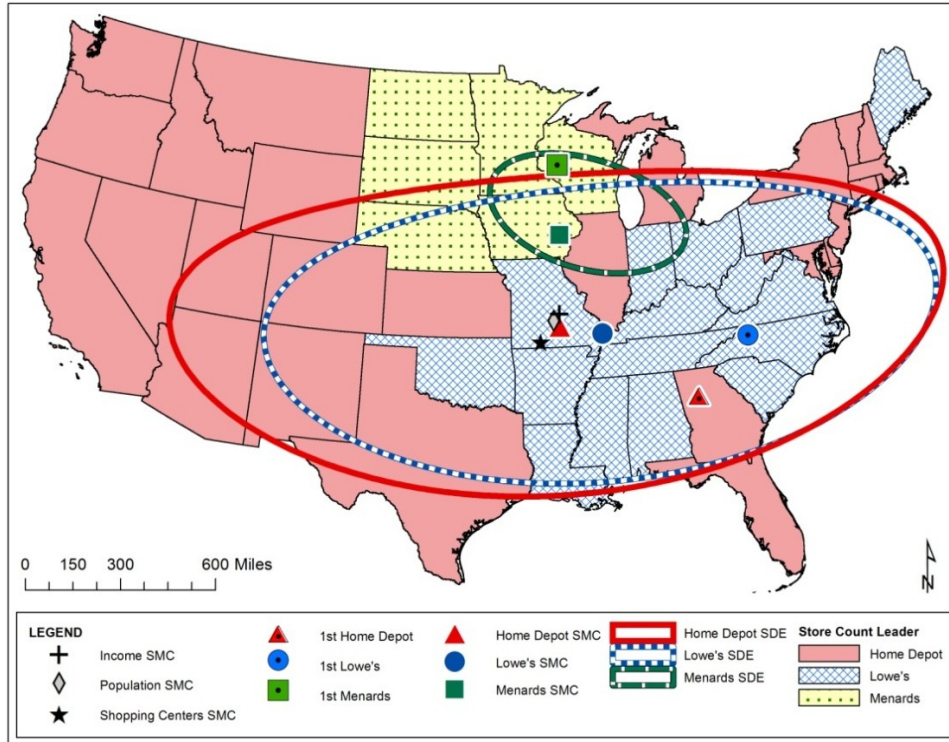 0 150 300 600 Miles
N
LEGEND
Income SMC
Population SMC
Shopping Centers SMC
1st Home Depot
1st Lowe's
1st Menards
Home Depot SMC
Lowe's SMC
Menards SMC
Home Depot SDE
Lowe's SDE
Menards SDE
Store Count Leader
Home Depot
Lowe's
Menards